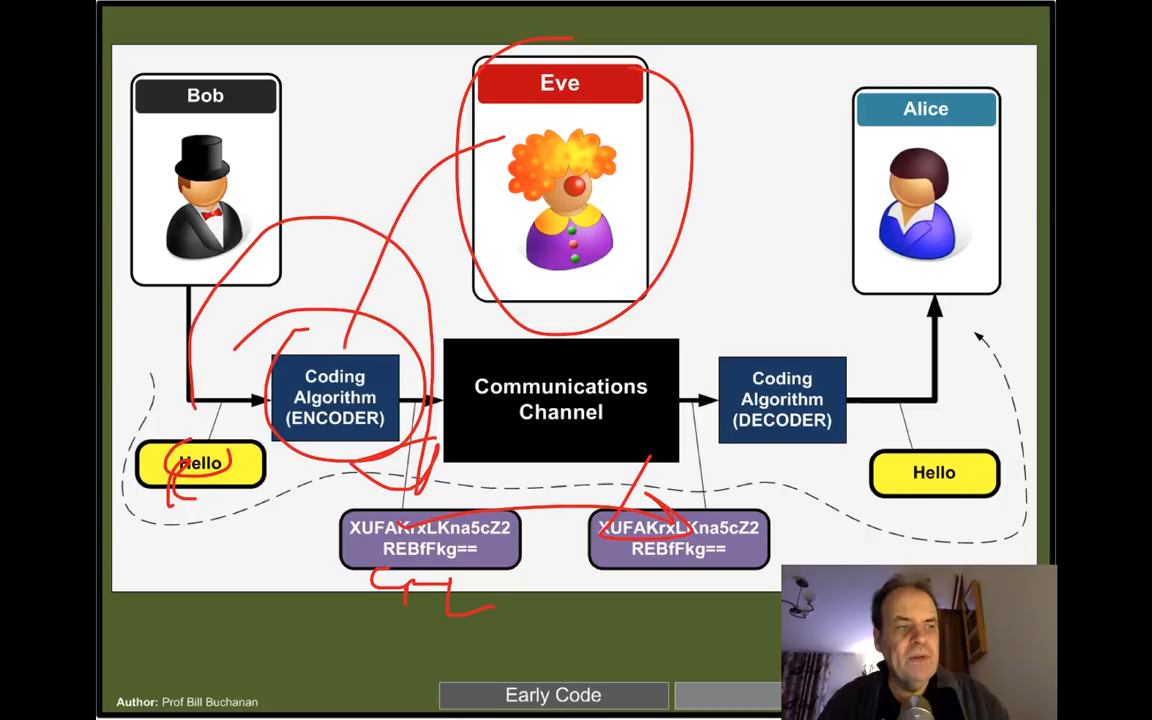 Bob
Eve
Alice
Coding
Algorithm
(ENCODER)
Communications
Channel
Coding
Algorithm
(DECODER)
Hello
Hello
XUFAKrxLKna5cZ2
REBfFkg==
XUFAKrxLKna5cZ2
REBfFkg==
Author: Prof Bill Buchanan
Early Code